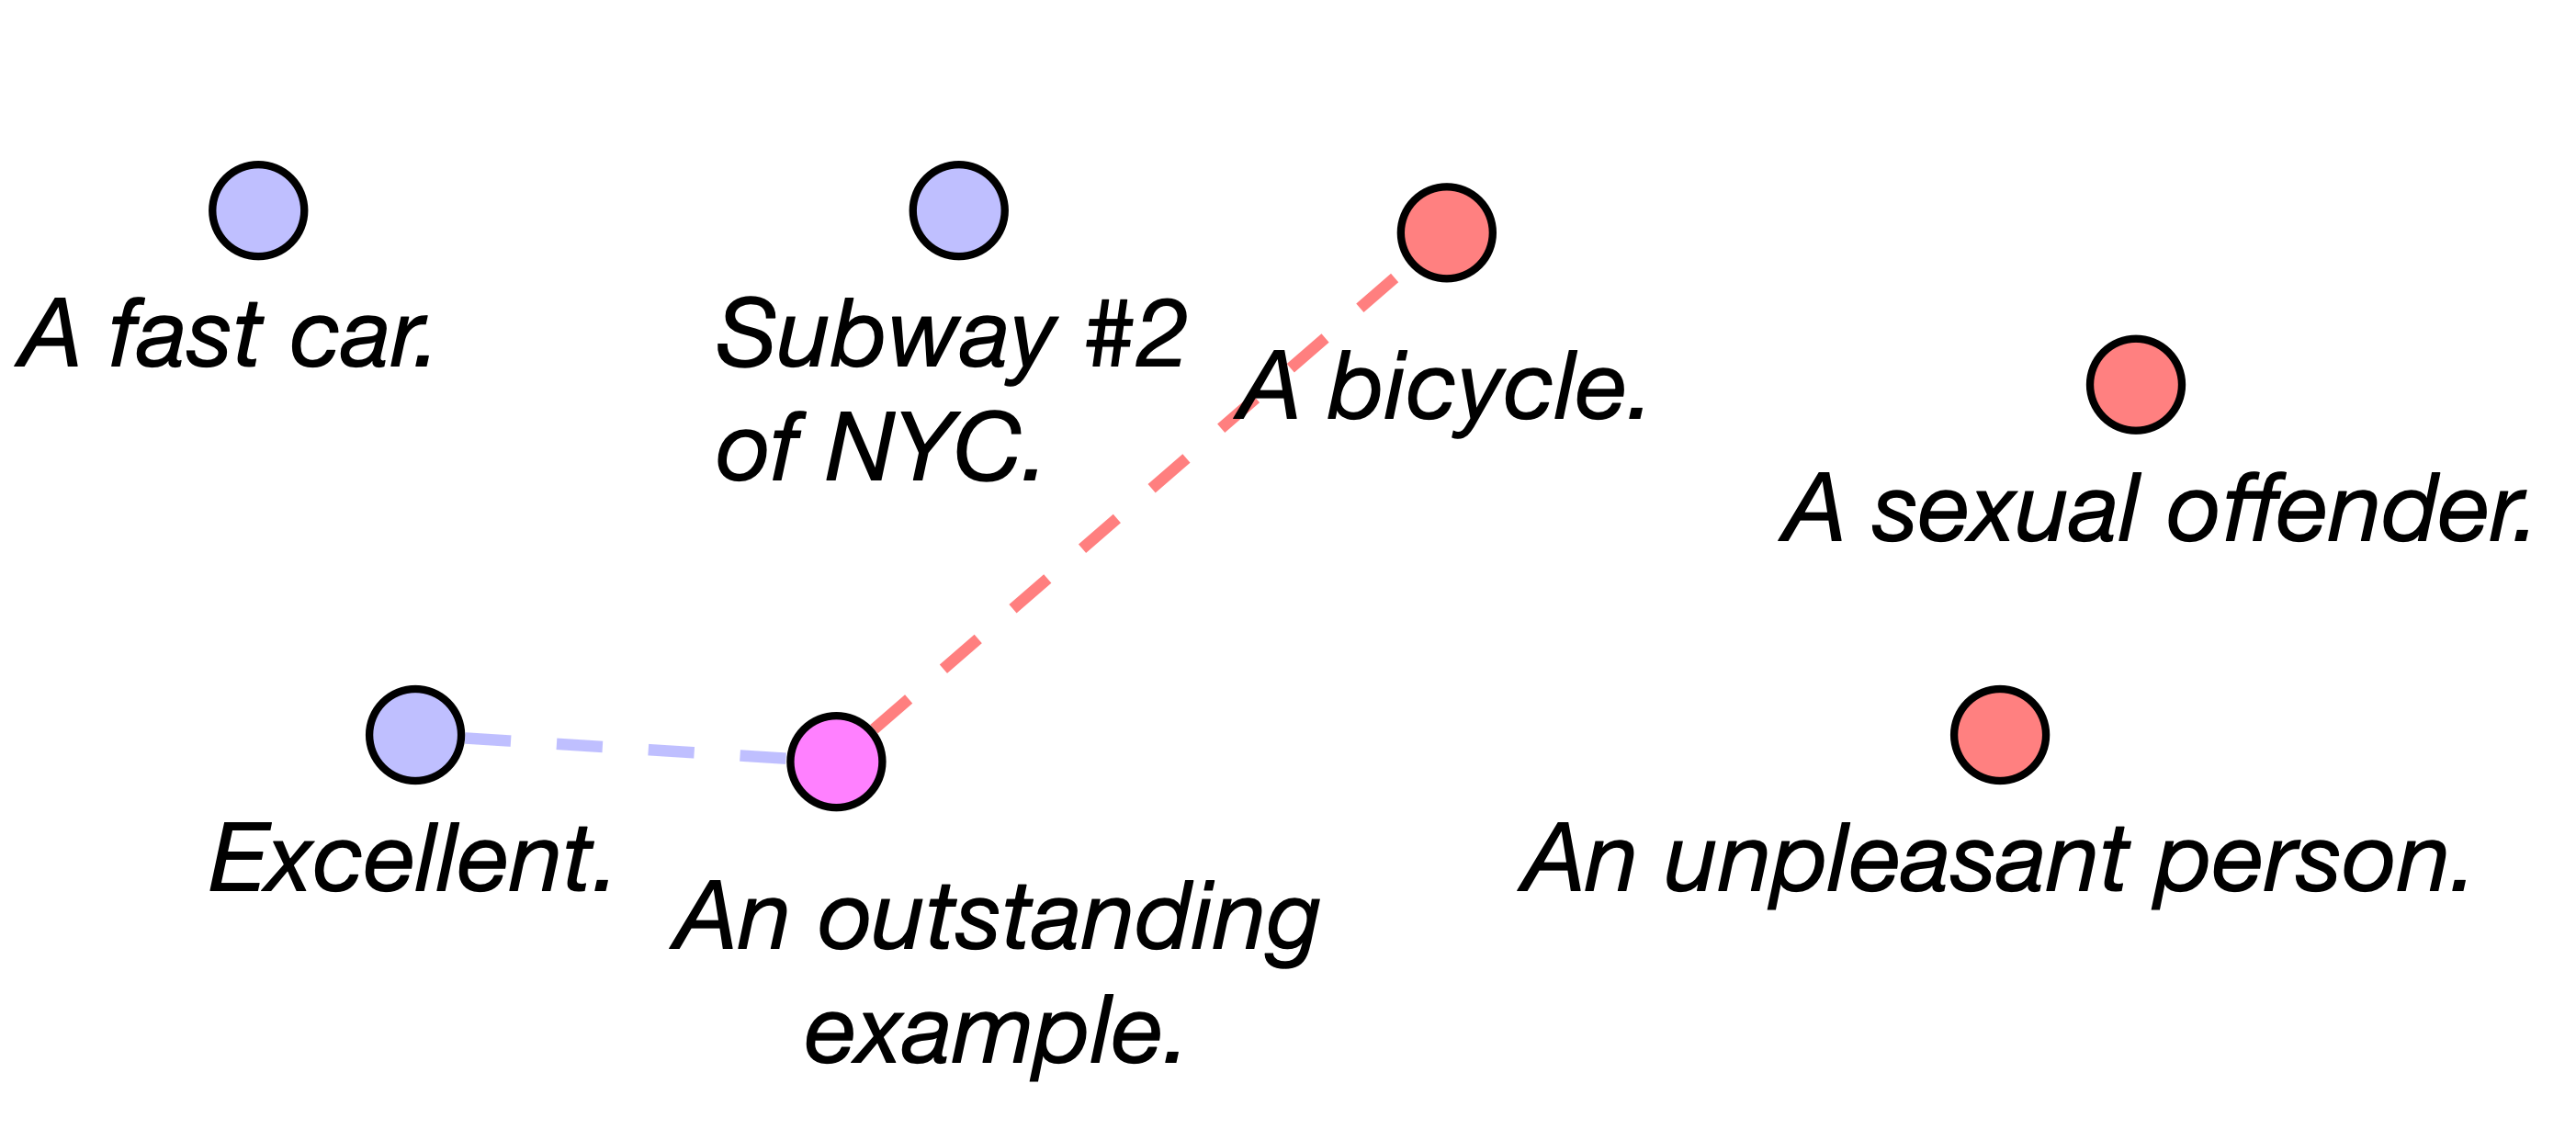 A fast car.
Subway #2
of NYC.
A bicycle.
A sexual offender.
Excellent.
An outstanding
example.
An unpleasant person.